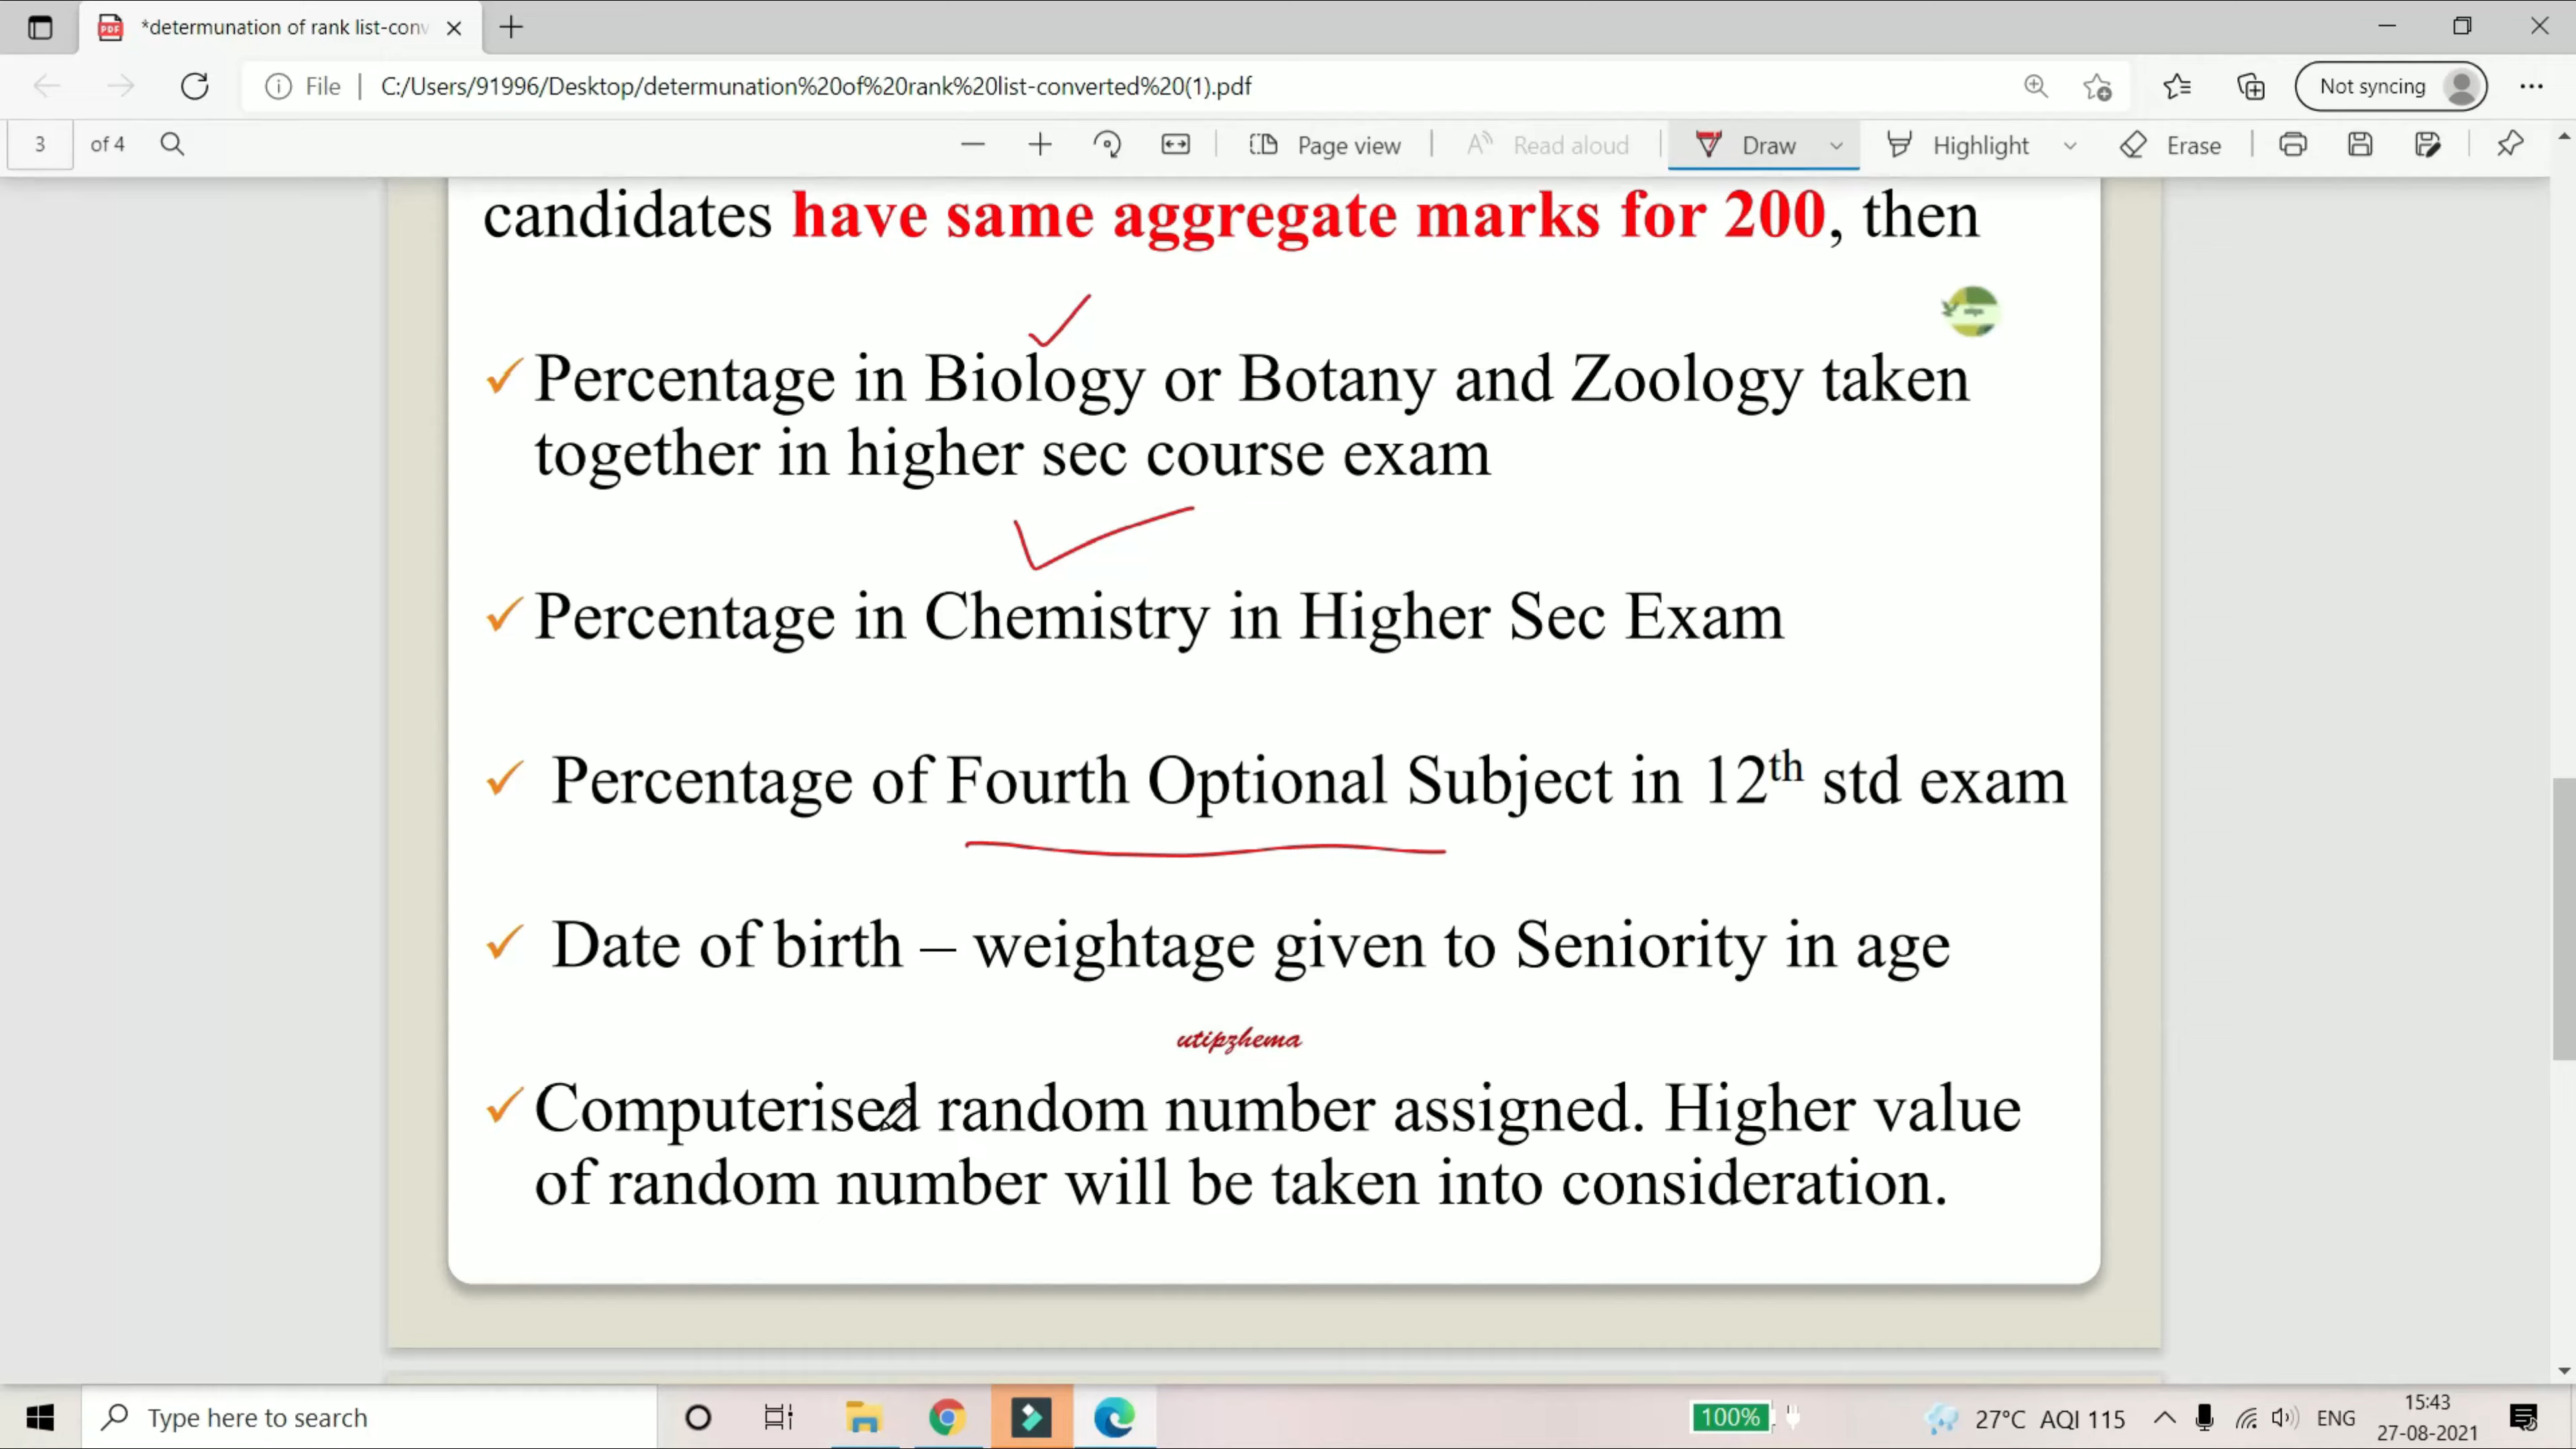 *determunation of rank list-conv
File
C:/Users/91996/Desktop/determunation%20of%20rank%20list-converted%20(1).pdf
Not syncing
3 of 4
Page view
Read aloud
Draw
Highlight
Erase
candidates have same aggregate marks for 200, then
Percentage in Biology or Botany and Zoology taken
together in higher sec course exam
Percentage in Chemistry in Higher Sec Exam
Percentage of Fourth Optional Subject in 12th std exam
Date of birth – weightage given to Seniority in age
utipzhema
Computerised random number assigned. Higher value
of random number will be taken into consideration.
Type here to search
100%
27°C AQI 115
ENG
15:43
27-08-2021